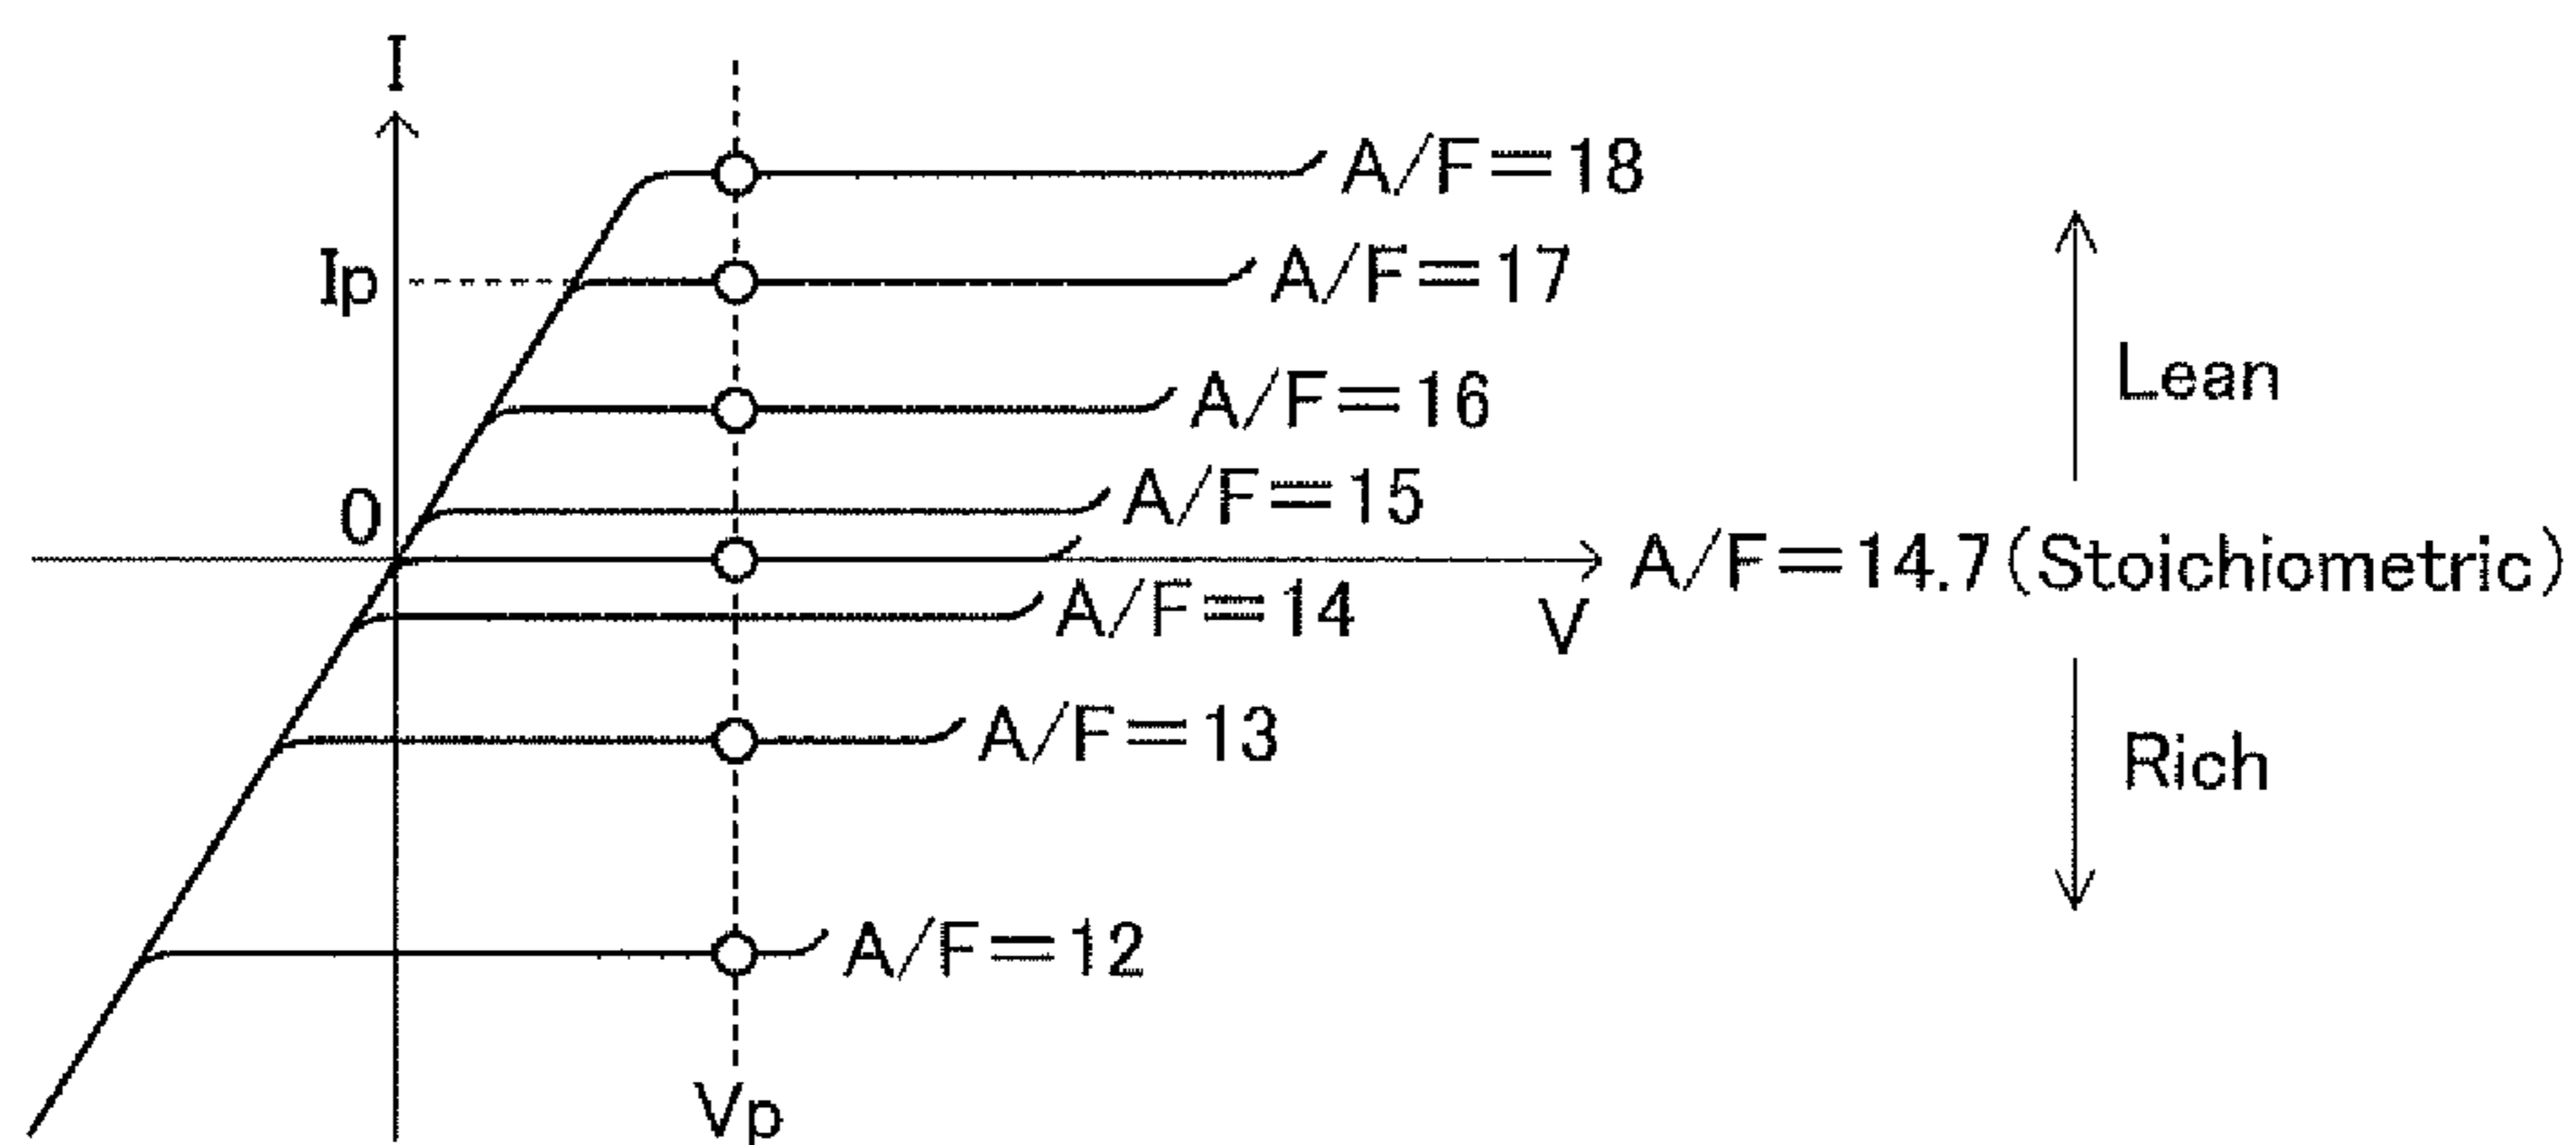 I
A/F=18
Ip
A/F=17
Lean
A/F=16
0
A/F=15
A/F=14.7(Stoichiometric)
A/F=14
V
A/F=13
Rich
A/F=12
Vp